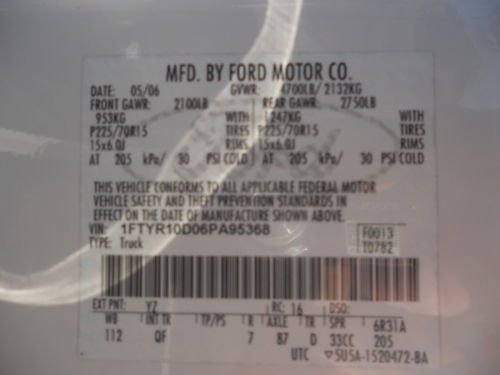 MFD. BY FORD MOTOR CO.
DATE: 05/06 GVWR: 4700LB/ 2132KG
FRONT GAWR: 2100LB REAR GAWR: 2750LB
953KG WITH 1247KG WITH
P225/70R15 TIRES P225/70R15 TIRES
15x6.0J RIMS 15x6.0J RIMS
AT 205 kPa/ 30 PSI COLD AT 205 kPa/ 30 PSI COLD
THIS VEHICLE CONFORMS TO ALL APPLICABLE FEDERAL MOTOR
VEHICLE SAFETY AND THEFT PREVENTION STANDARDS IN
EFFECT ON THE DATE OF MANUFACTURE SHOWN ABOVE.
VIN: 1FTYR10D06PA95368 F0013
TYPE: Truck 10782
EXT PNT: YZ RC: 16 DSO:
WB INT TR TP/PS R AXLE TR SPR 6R31A
112 QF 7 87 D 33CC 205
UTC 5U5A-1520472-BA